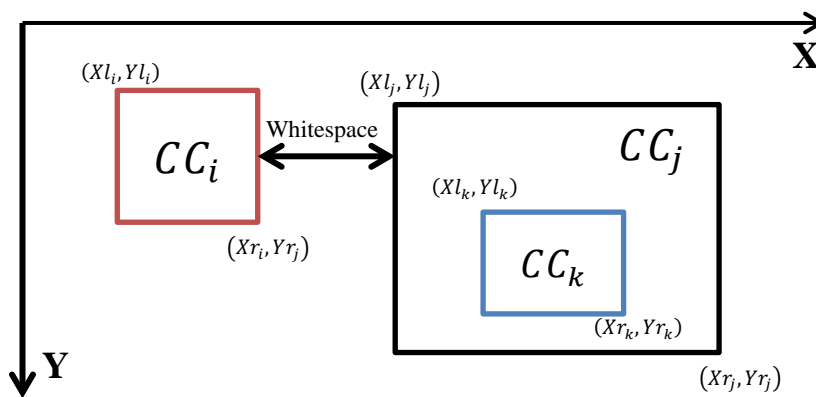 X
(Xl_i, Yl_i)
(Xl_j, Yl_j)
Whitespace
CC_i
CC_j
(Xl_k, Yl_k)
(Xr_i, Yr_j)
CC_k
(Xr_k, Yr_k)
Y
(Xr_j, Yr_j)